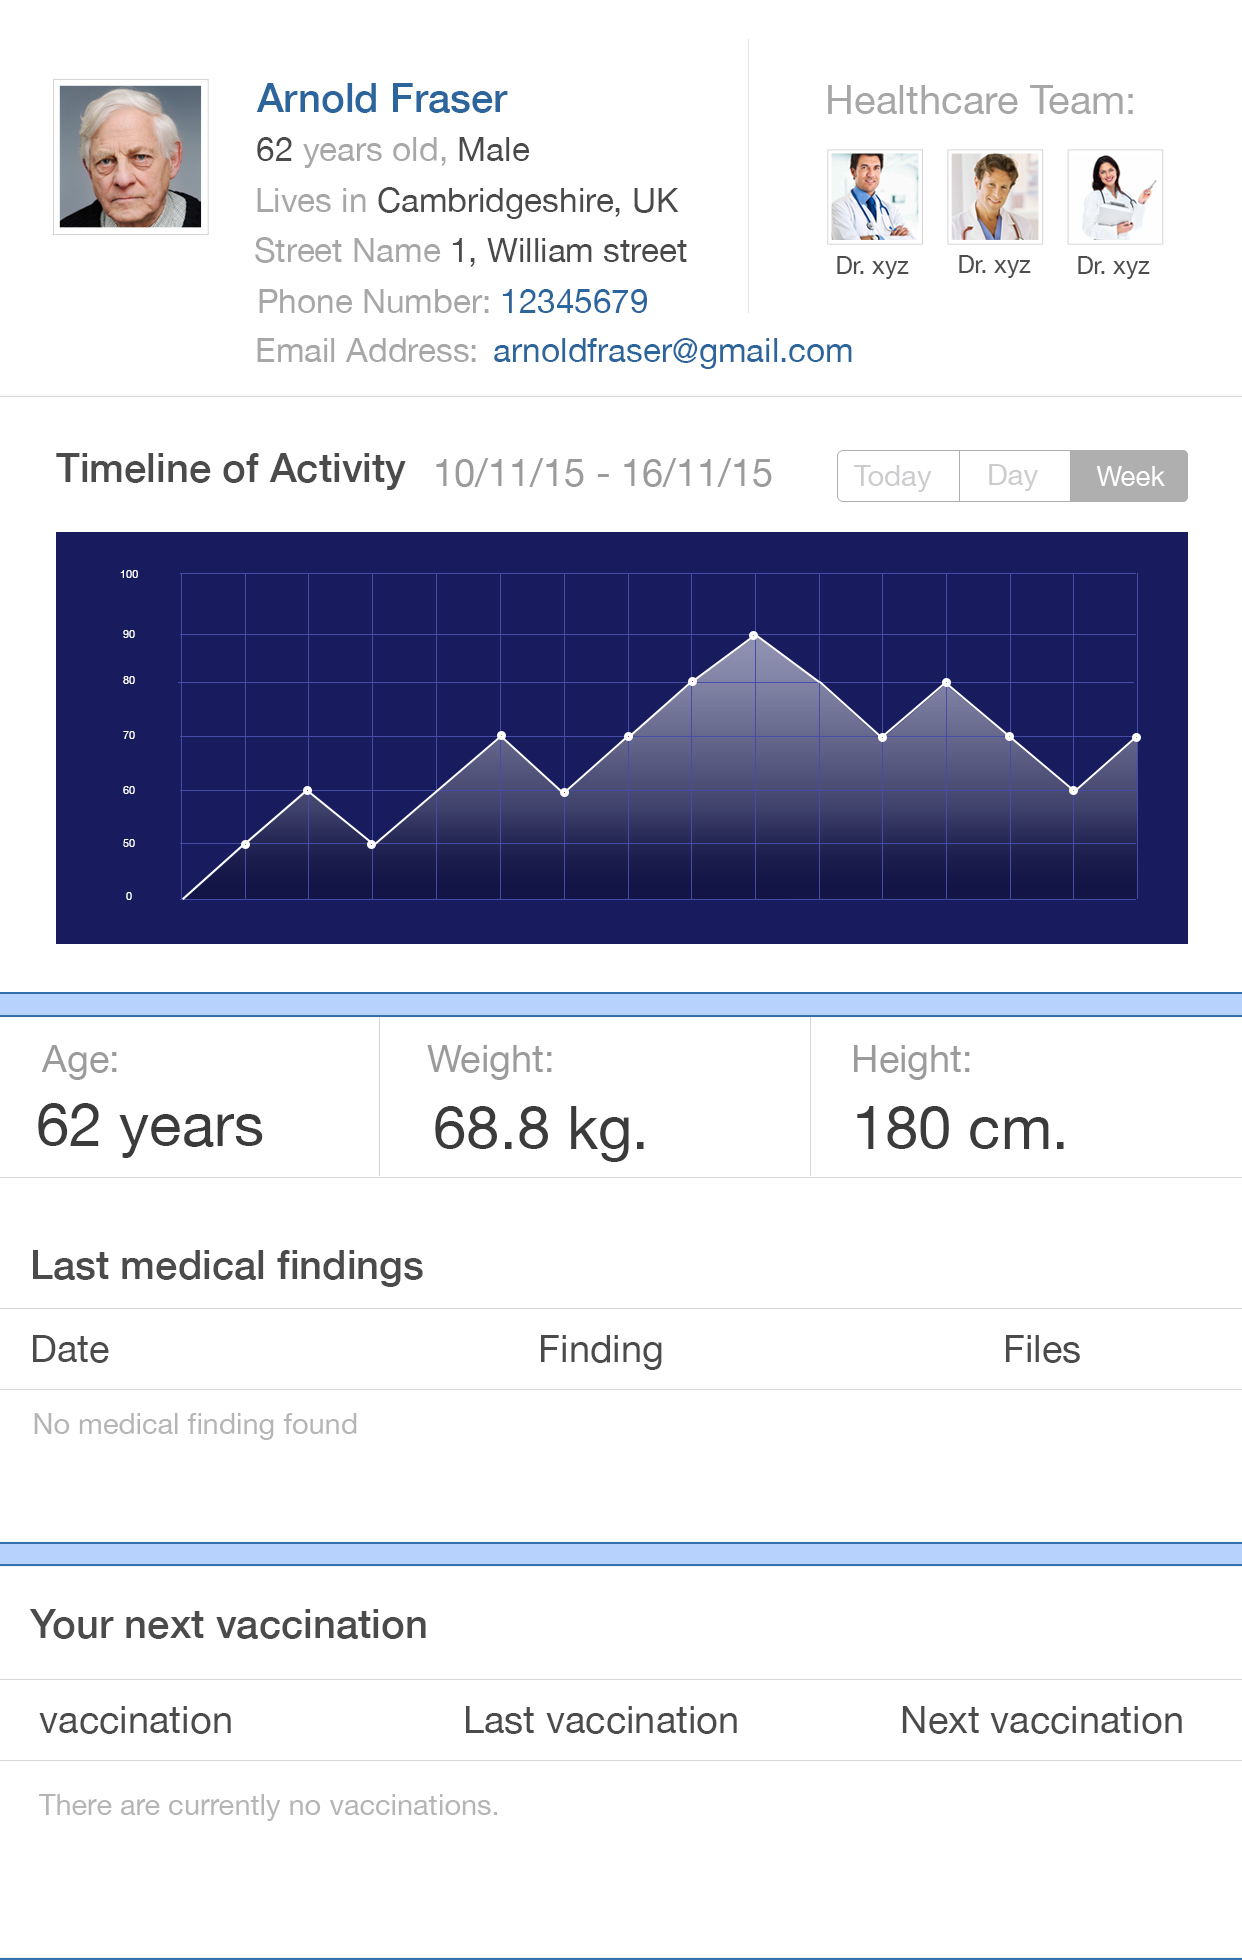 Arnold Fraser
62 years old, Male
Lives in Cambridgeshire, UK
Street Name 1, William street
Phone Number: 12345679
Email Address: arnoldfraser@gmail.com
Healthcare Team:
Dr. xyz
Dr. xyz
Dr. xyz
Timeline of Activity 10/11/15 - 16/11/15
Today
Day
Week
100
90
80
70
60
50
0
Age:
62 years
Weight:
68.8 kg.
Height:
180 cm.
Last medical findings
Date Finding Files
No medical finding found
Your next vaccination
vaccination Last vaccination Next vaccination
There are currently no vaccinations.